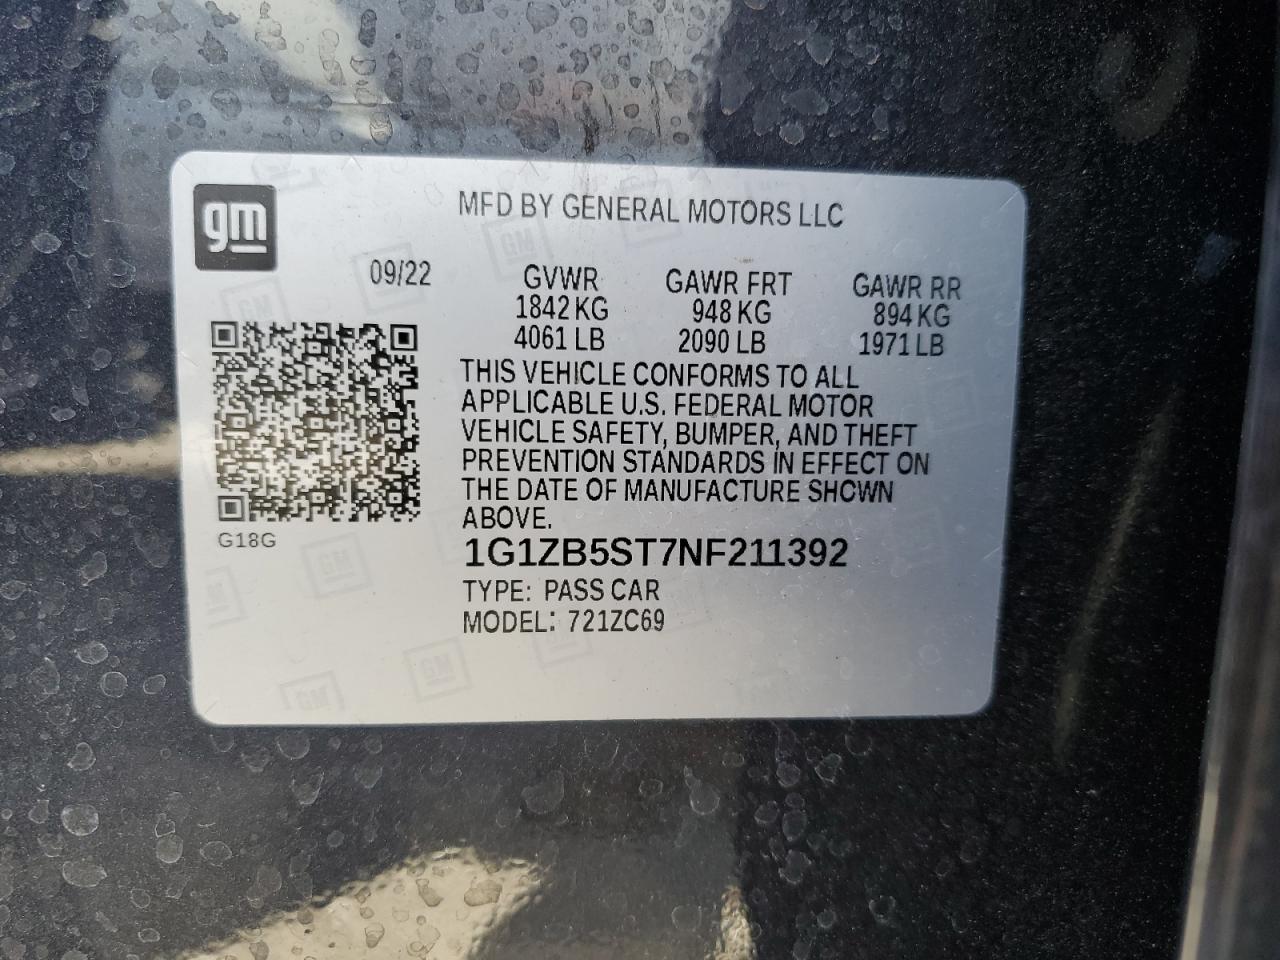 gm
MFD BY GENERAL MOTORS LLC
09/22
GVWR GAWR FRT GAWR RR
1842 KG 948 KG 894 KG
4061 LB 2090 LB 1971 LB
THIS VEHICLE CONFORMS TO ALL
APPLICABLE U.S. FEDERAL MOTOR
VEHICLE SAFETY, BUMPER, AND THEFT
PREVENTION STANDARDS IN EFFECT ON
THE DATE OF MANUFACTURE SHOWN
ABOVE.
G18G
1G1ZB5ST7NF211392
TYPE: PASS CAR
MODEL: 721ZC69